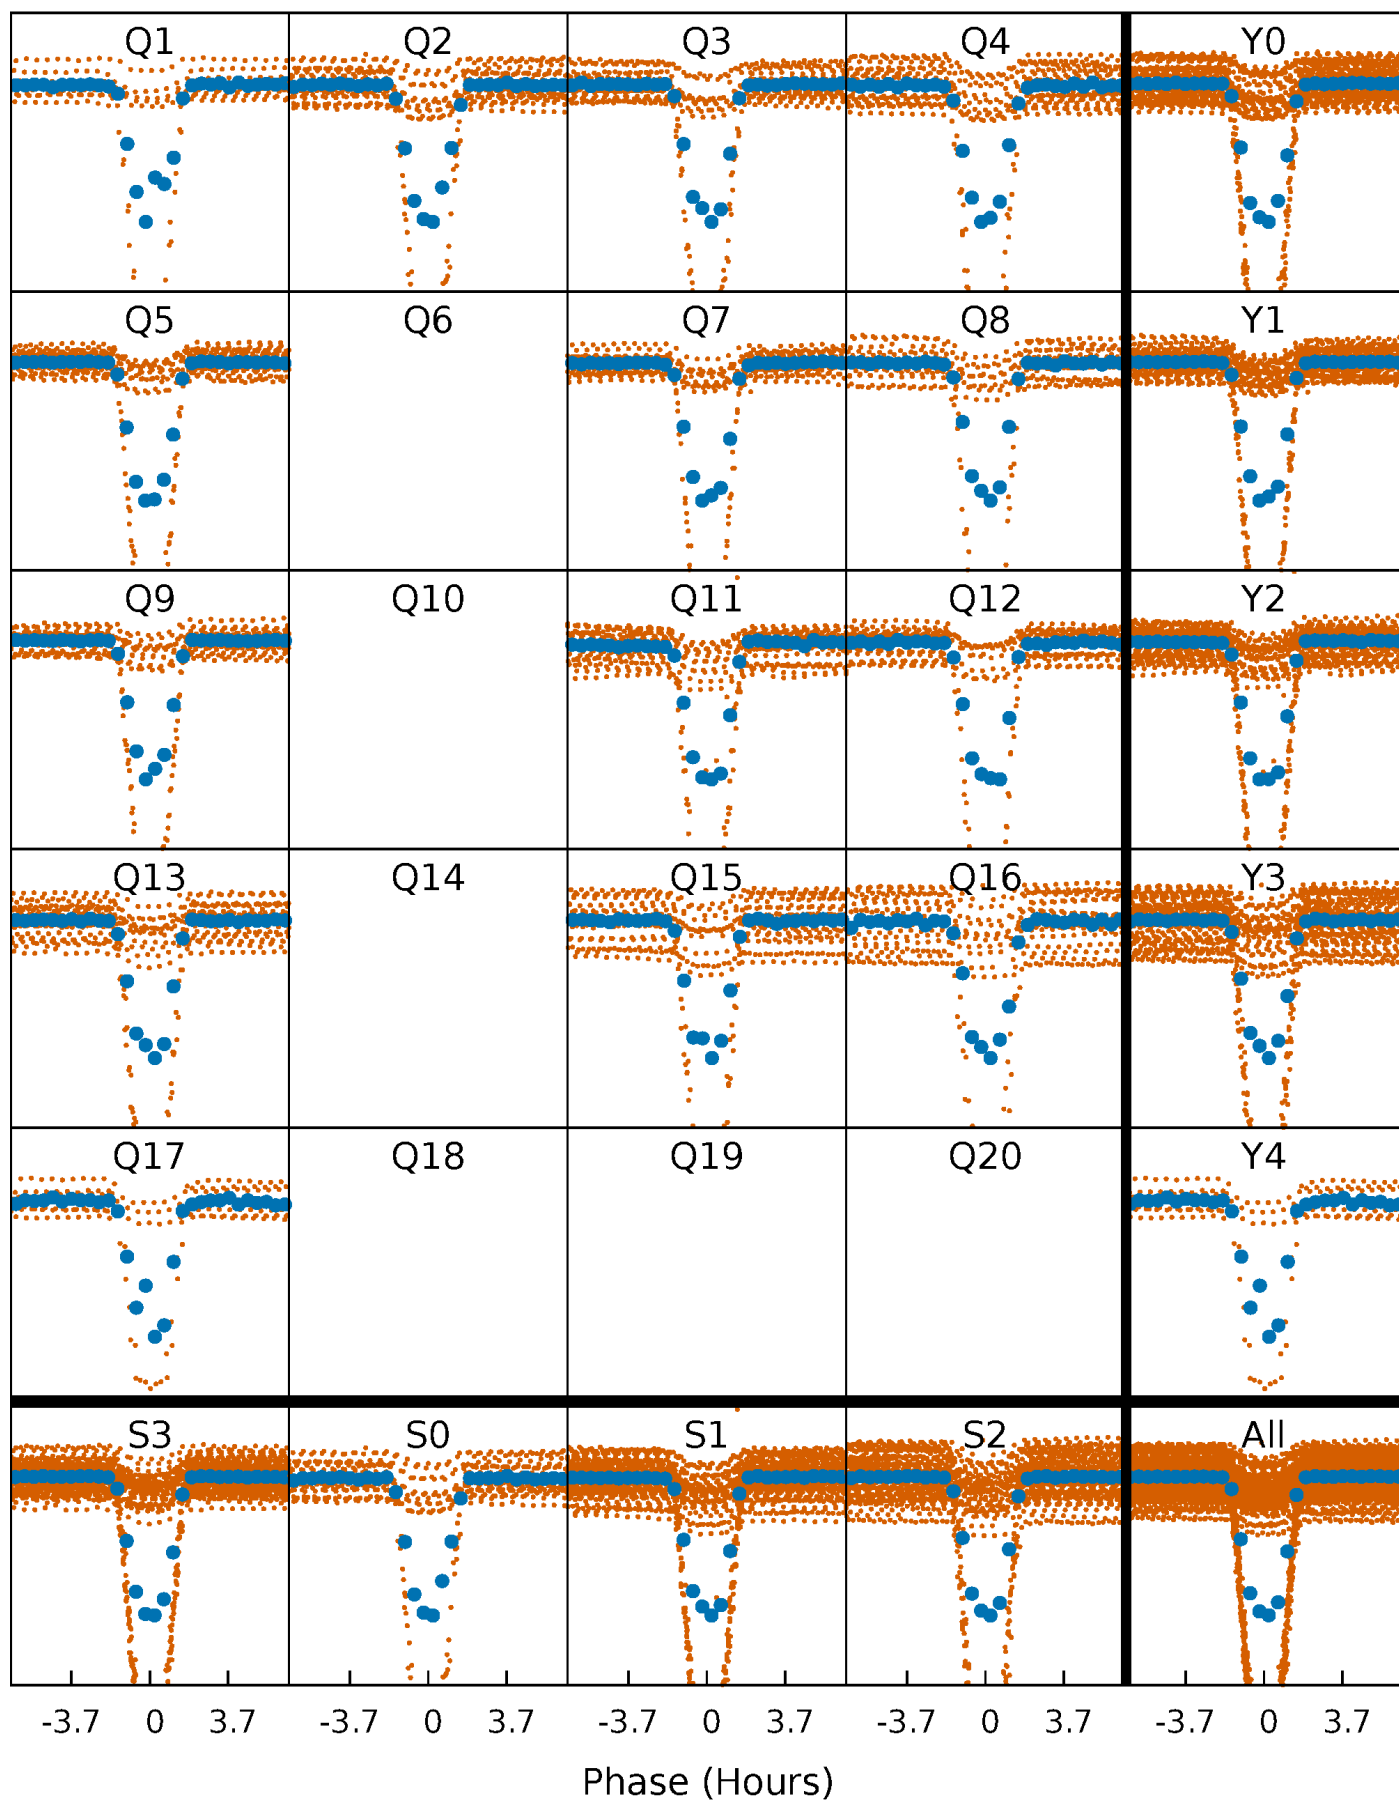 Q1 Q2 Q3 Q4 Y0
Q5 Q6 Q7 Q8 Y1
Q9 Q10 Q11 Q12 Y2
Q13 Q14 Q15 Q16 Y3
Q17 Q18 Q19 Q20 Y4
S3 S0 S1 S2 All
-3.7 0 3.7 -3.7 0 3.7 -3.7 0 3.7 -3.7 0 3.7 -3.7 0 3.7
Phase (Hours)